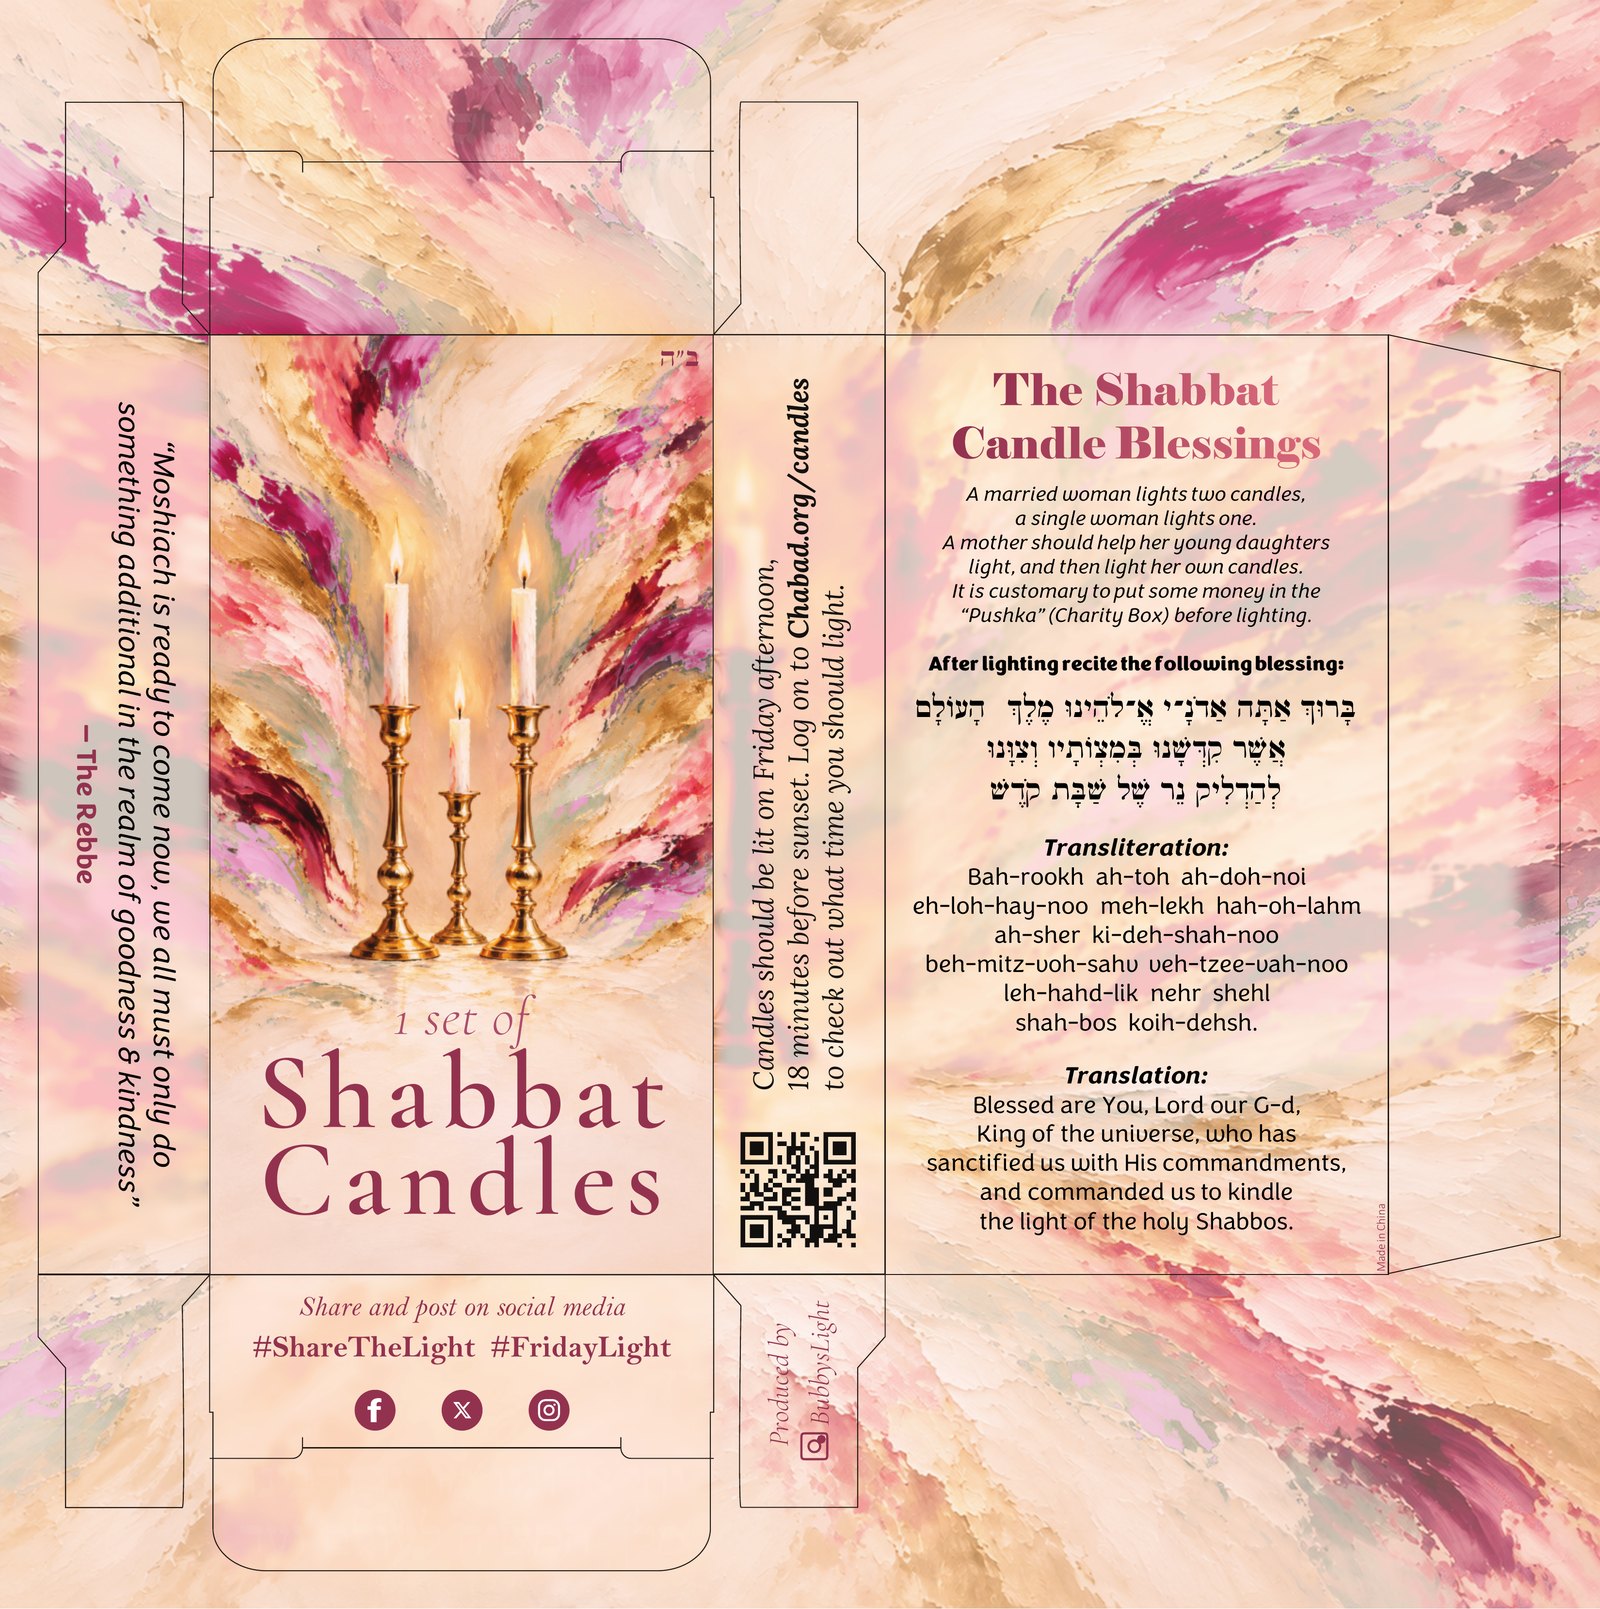 “Moshiach is ready to come now, we all must only do
something additional in the realm of goodness & kindness”
– The Rebbe
ב״ה
1 set of
Shabbat
Candles
Share and post on social media
#ShareTheLight #FridayLight
Candles should be lit on Friday afternoon,
18 minutes before sunset. Log on to Chabad.org/candles
to check out what time you should light.
Produced by
BubbysLight
The Shabbat
Candle Blessings
A married woman lights two candles,
a single woman lights one.
A mother should help her young daughters
light, and then light her own candles.
It is customary to put some money in the
“Pushka” (Charity Box) before lighting.
After lighting recite the following blessing:
בָּרוּךְ אַתָּה אַדֹנָ־י אֱ־לֹהֵינוּ מֶלֶךְ הָעוֹלָם
אֲשֶׁר קִדְּשָׁנוּ בְּמִצְוֹתָיו וְצִוָּנוּ
לְהַדְלִיק נֵר שֶׁל שַׁבָּת קֹדֶשׁ
Transliteration:
Bah-rookh ah-toh ah-doh-noi
eh-loh-hay-noo meh-lekh hah-oh-lahm
ah-sher ki-deh-shah-noo
beh-mitz-voh-sahv veh-tzee-vah-noo
leh-hahd-lik nehr shehl
shah-bos koih-dehsh.
Translation:
Blessed are You, Lord our G-d,
King of the universe, who has
sanctified us with His commandments,
and commanded us to kindle
the light of the holy Shabbos.
Made in China